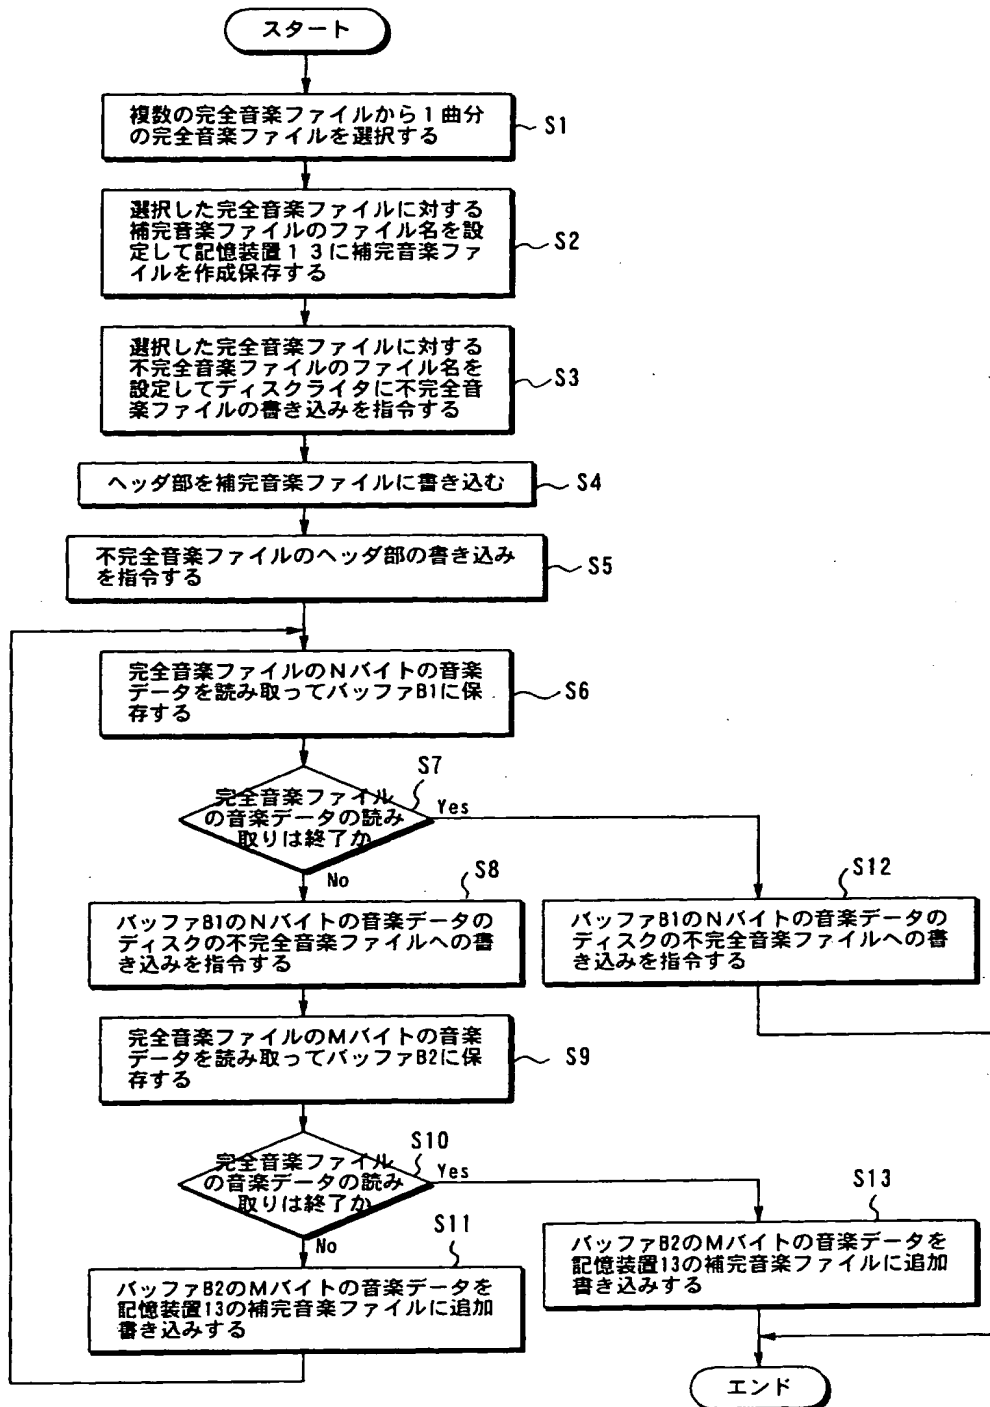 スタート
複数の完全音楽ファイルから1曲分
の完全音楽ファイルを選択する
S1
選択した完全音楽ファイルに対する
補完音楽ファイルのファイル名を設
定して記憶装置13に補完音楽ファ
イルを作成保存する
S2
選択した完全音楽ファイルに対する
不完全音楽ファイルのファイル名を
設定してディスクライタに不完全音
楽ファイルの書き込みを指令する
S3
ヘッダ部を補完音楽ファイルに書き込む
S4
不完全音楽ファイルのヘッダ部の書き込み
を指令する
S5
完全音楽ファイルのNバイトの音楽
データを読み取ってバッファB1に保
存する
S6
S7
完全音楽ファイル
の音楽データの読み
取りは終了か
Yes
No
S8
バッファB1のNバイトの音楽データの
ディスクの不完全音楽ファイルへの書
き込みを指令する
S12
バッファB1のNバイトの音楽データの
ディスクの不完全音楽ファイルへの書
き込みを指令する
完全音楽ファイルのMバイトの音楽
データを読み取ってバッファB2に保
存する
S9
S10
完全音楽ファイル
の音楽データの読み
取りは終了か
Yes
No
S11
バッファB2のMバイトの音楽データを
記憶装置13の補完音楽ファイルに追加
書き込みする
S13
バッファB2のMバイトの音楽データを
記憶装置13の補完音楽ファイルに追加
書き込みする
エンド